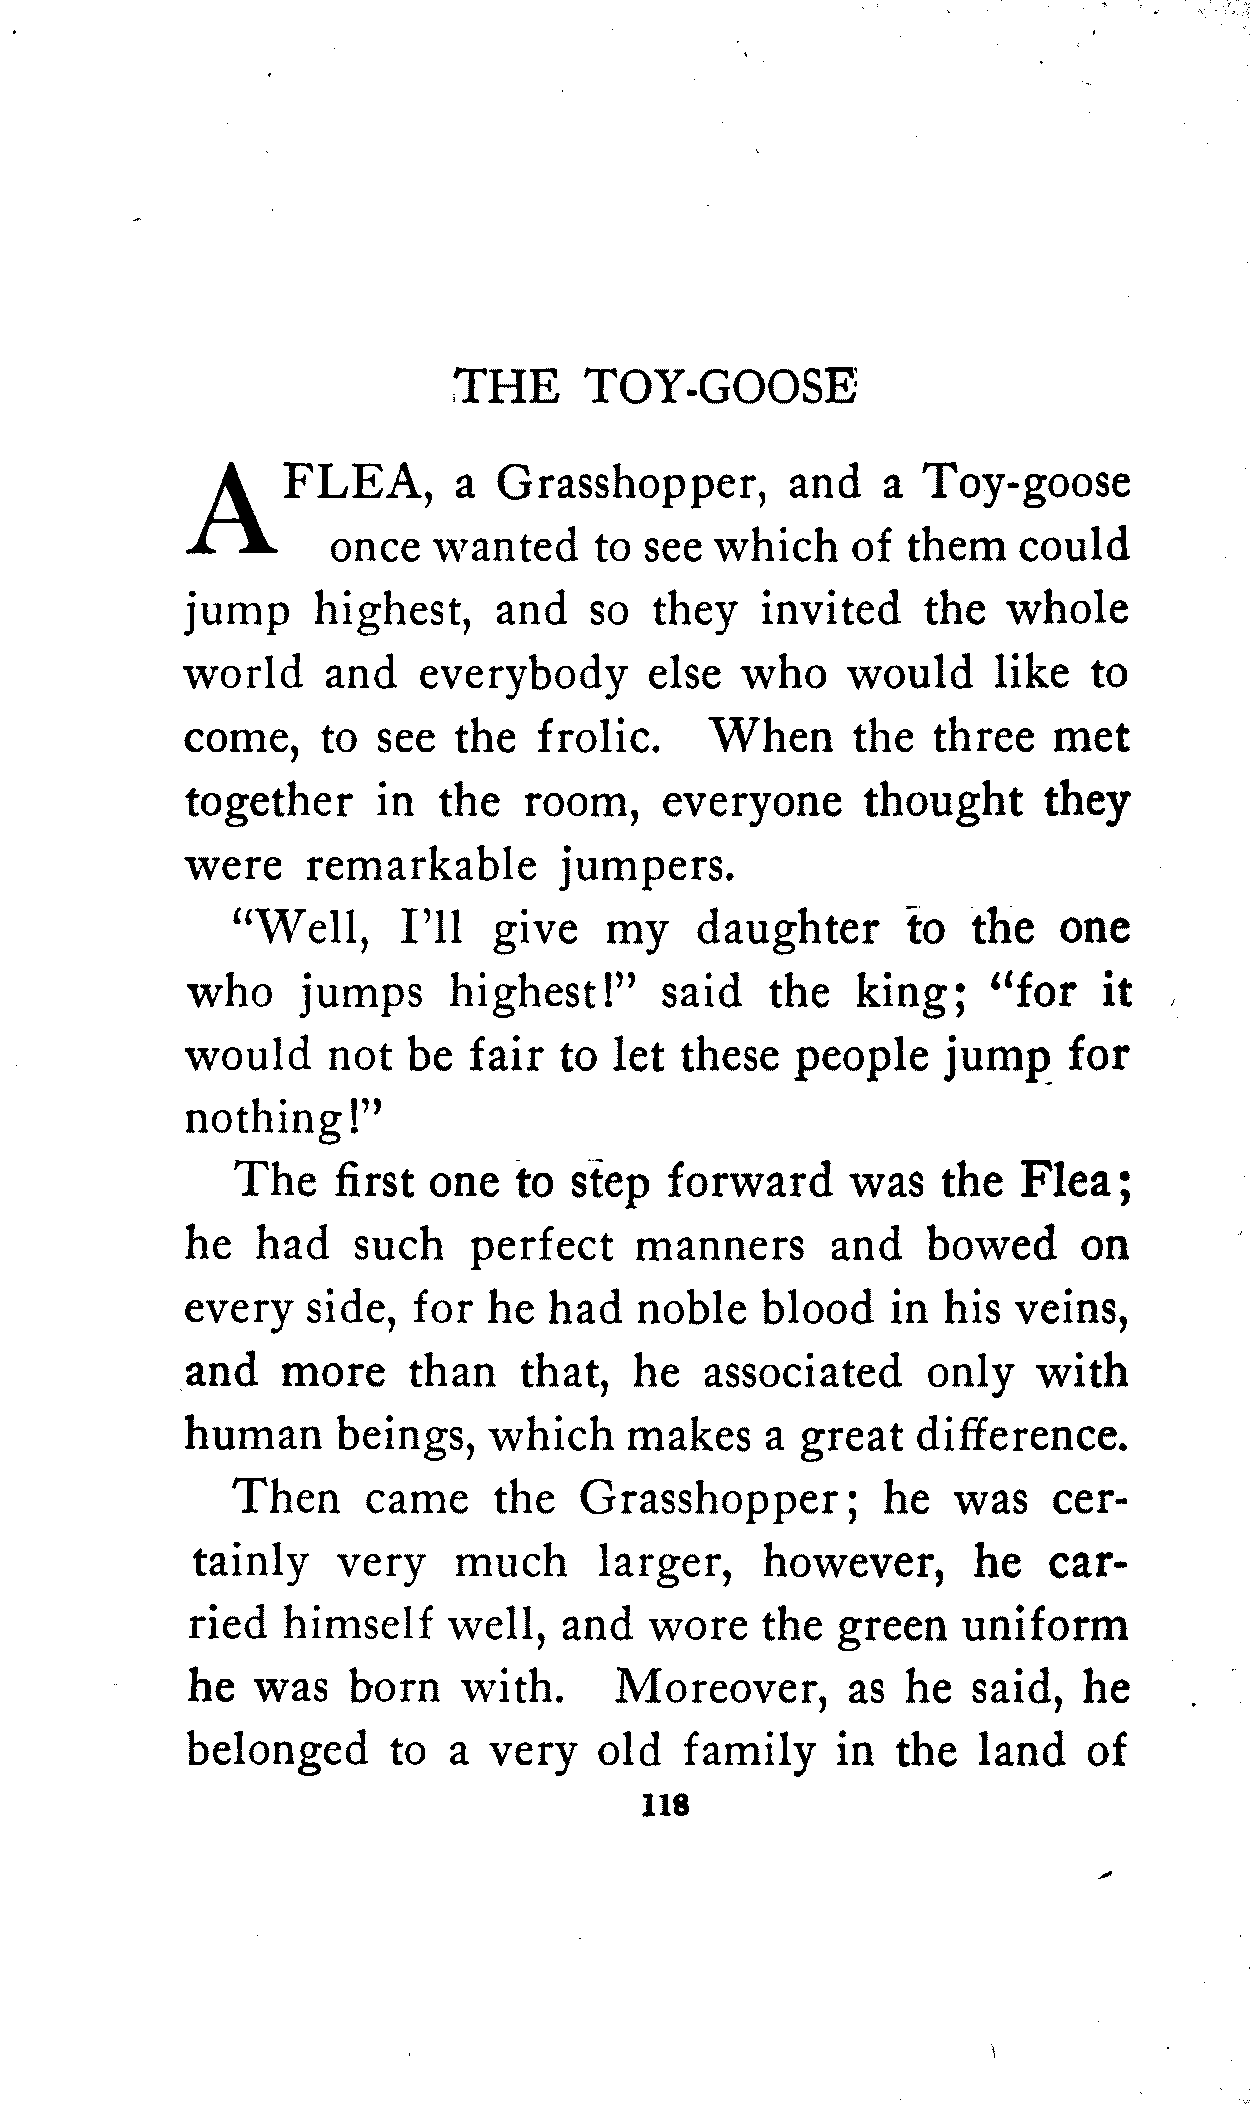 THE TOY-GOOSE
A FLEA, a Grasshopper, and a Toy-goose
once wanted to see which of them could
jump highest, and so they invited the whole
world and everybody else who would like to
come, to see the frolic. When the three met
together in the room, everyone thought they
were remarkable jumpers.
"Well, I'll give my daughter to the one
who jumps highest!" said the king; "for it
would not be fair to let these people jump for
nothing!"
The first one to step forward was the Flea;
he had such perfect manners and bowed on
every side, for he had noble blood in his veins,
and more than that, he associated only with
human beings, which makes a great difference.
Then came the Grasshopper; he was cer-
tainly very much larger, however, he car-
ried himself well, and wore the green uniform
he was born with. Moreover, as he said, he
belonged to a very old family in the land of
118